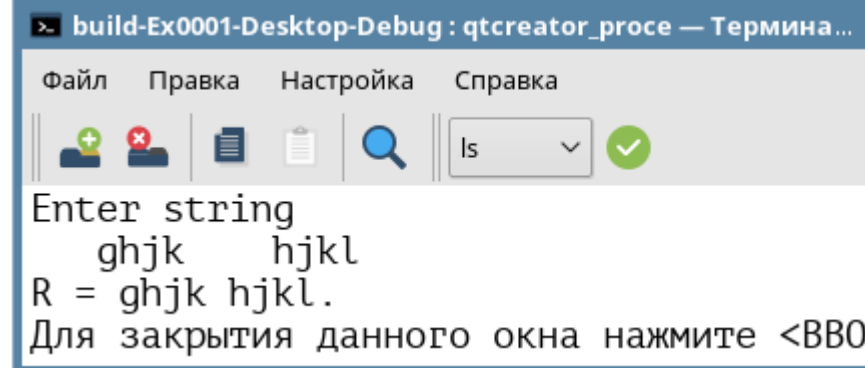 build-Ex0001-Desktop-Debug : qtcreator_proce — Термина...
Файл Правка Настройка Справка
ls
Enter string
   ghjk    hjkl
R = ghjk hjkl.
Для закрытия данного окна нажмите <ВВО